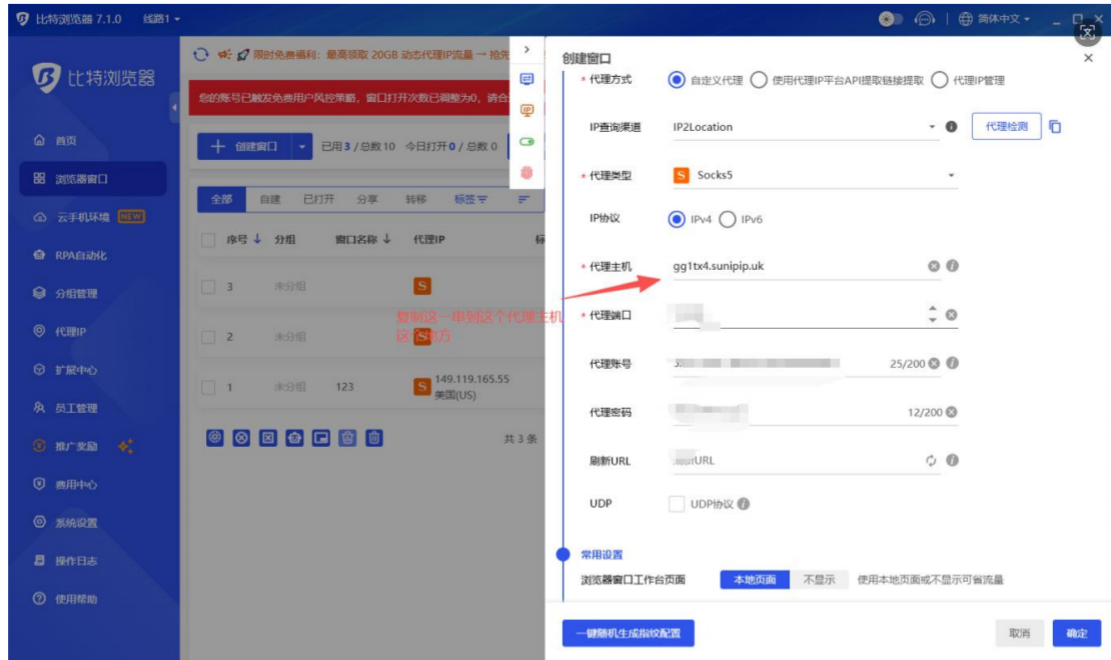 比特浏览器 7.1.0 线路1
简体中文
限时免费福利：最高领取 20GB 动态代理IP流量 → 抢先
创建窗口
比特浏览器
* 代理方式 自定义代理 使用代理IP平台API提取链接提取 代理IP管理
您的账号已触发免费用户风控策略，窗口打开次数已调整为0，请合
IP查询渠道 IP2Location 代理检测
首页
创建窗口 已用 3 / 总数 10 今日打开 0 / 总数 0
浏览器窗口
* 代理类型 S Socks5
全部 自建 已打开 分享 转移 标签
云手机环境 NEW
IP协议 IPv4 IPv6
序号 分组 窗口名称 代理IP
RPA自动化
* 代理主机 gg1tx4.sunipip.uk
3 未分组 S
分组管理
复制这一串到这个代理主机
这个地方
* 代理端口
代理IP
2 未分组 S
代理账号 25/200
扩展中心
1 未分组 123 S 149.119.165.55
美国(US)
员工管理
代理密码 12/200
共 3 条
推广奖励
刷新URL URL
费用中心
UDP UDP协议
系统设置
常用设置
操作日志
浏览器窗口工作台页面 本地页面 不显示 使用本地页面或不显示可省流量
使用帮助
一键随机生成指纹配置 取消 确定